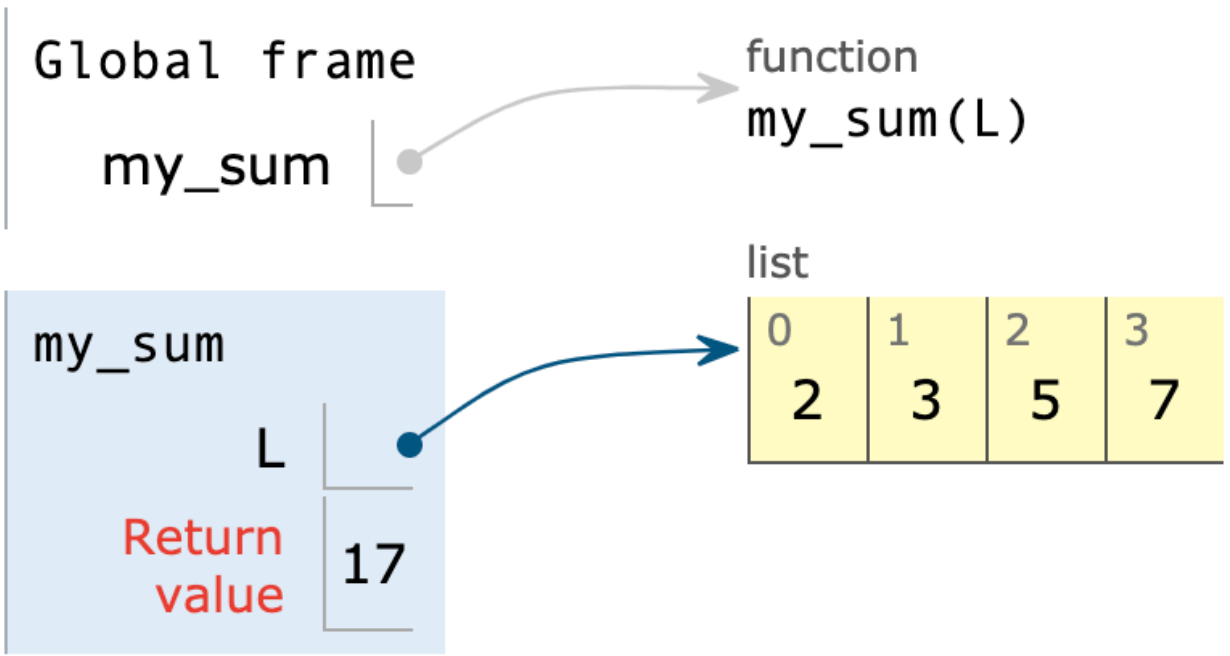 Global frame
my_sum
function
my_sum(L)
list
0 1 2 3
2 3 5 7
my_sum
L
Return
value
17